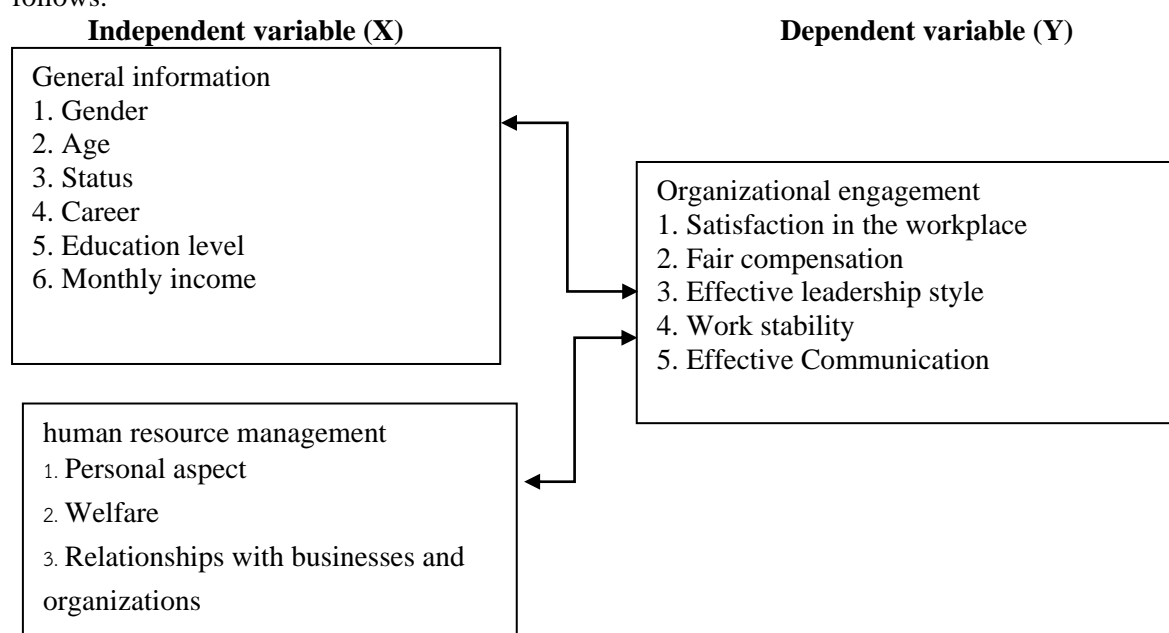 follows:
Independent variable (X)
Dependent variable (Y)
General information
1. Gender
2. Age
3. Status
4. Career
5. Education level
6. Monthly income
Organizational engagement
1. Satisfaction in the workplace
2. Fair compensation
3. Effective leadership style
4. Work stability
5. Effective Communication
human resource management
1. Personal aspect
2. Welfare
3. Relationships with businesses and
organizations